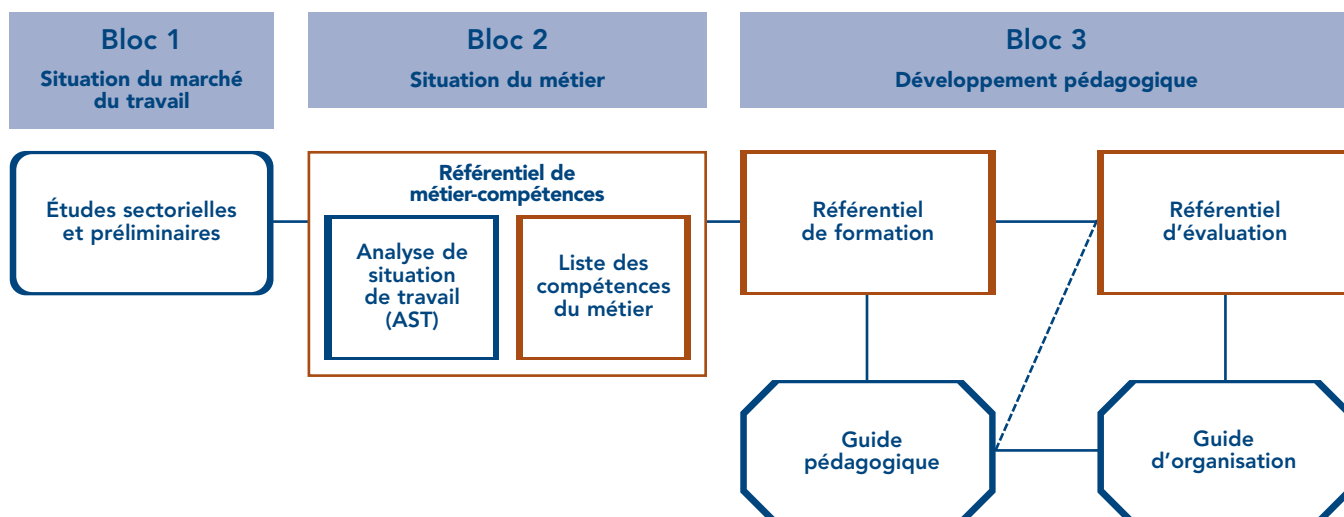 Bloc 1
Situation du marché
du travail
Bloc 2
Situation du métier
Bloc 3
Développement pédagogique
Études sectorielles
et préliminaires
Référentiel de
métier-compétences
Analyse de
situation
de travail
(AST)
Liste des
compétences
du métier
Référentiel
de formation
Référentiel
d’évaluation
Guide
pédagogique
Guide
d’organisation